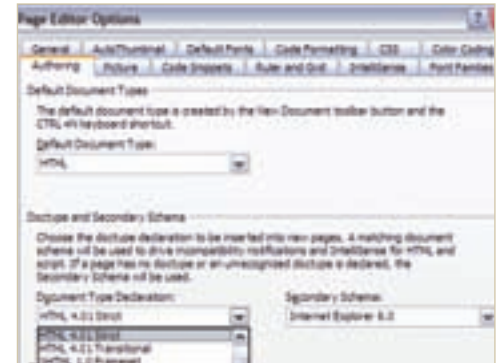 Page Editor Options
?
General AutoThumbnail Default Fonts Code Formatting CSS Color Coding
Authoring Picture Code Snippets Ruler and Grid IntelliSense Font Families
Default Document Types
The default document type is created by the New Document toolbar button and the
CTRL+N keyboard shortcut.
Default Document Type:
HTML
Doctype and Secondary Schema
Choose the doctype declaration to be inserted into new pages. A matching document
schema will be used to drive incompatibility notifications and IntelliSense for HTML and
script. If a page has no doctype or an unrecognized doctype is declared, the
Secondary Schema will be used.
Document Type Declaration: Secondary Schema:
HTML 4.01 Strict Internet Explorer 6.0
HTML 4.01 Strict
HTML 4.01 Transitional
1.0 Frameset